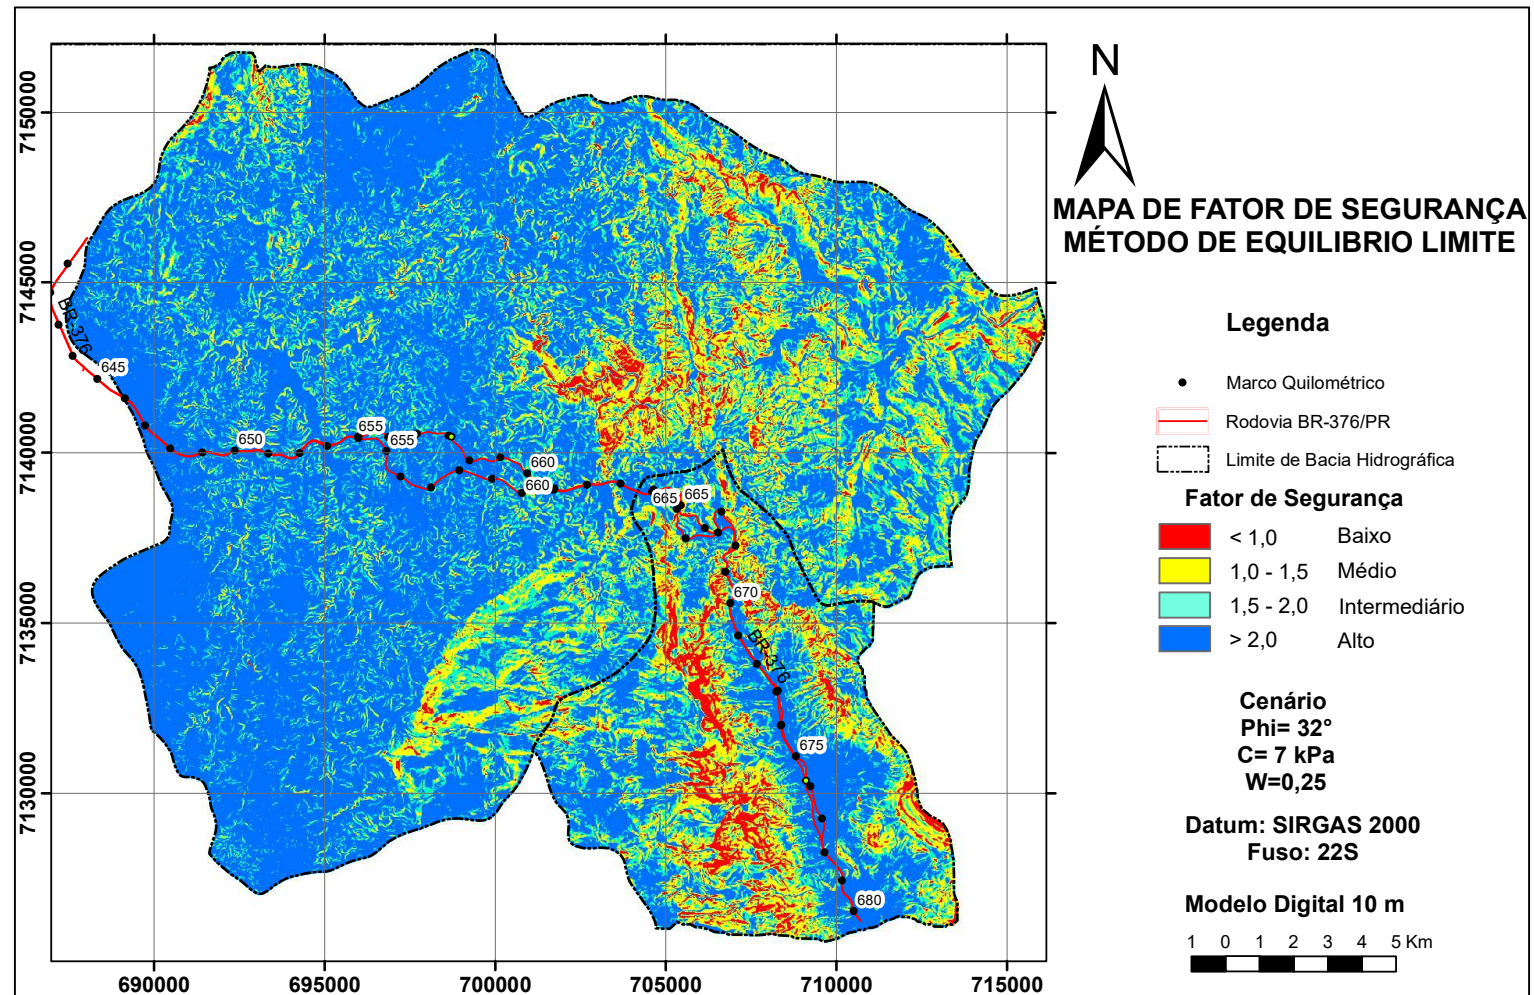 N
MAPA DE FATOR DE SEGURANÇA
MÉTODO DE EQUILIBRIO LIMITE
Legenda
Marco Quilométrico
Rodovia BR-376/PR
Limite de Bacia Hidrográfica
Fator de Segurança
< 1,0 Baixo
1,0 - 1,5 Médio
1,5 - 2,0 Intermediário
> 2,0 Alto
Cenário
Phi= 32°
C= 7 kPa
W=0,25
Datum: SIRGAS 2000
Fuso: 22S
Modelo Digital 10 m
1 0 1 2 3 4 5 Km
7150000
7145000
7140000
7135000
7130000
690000 695000 700000 705000 710000 715000
BR-376
645
650
655
655
660
660
665
665
670
BR-376
675
680